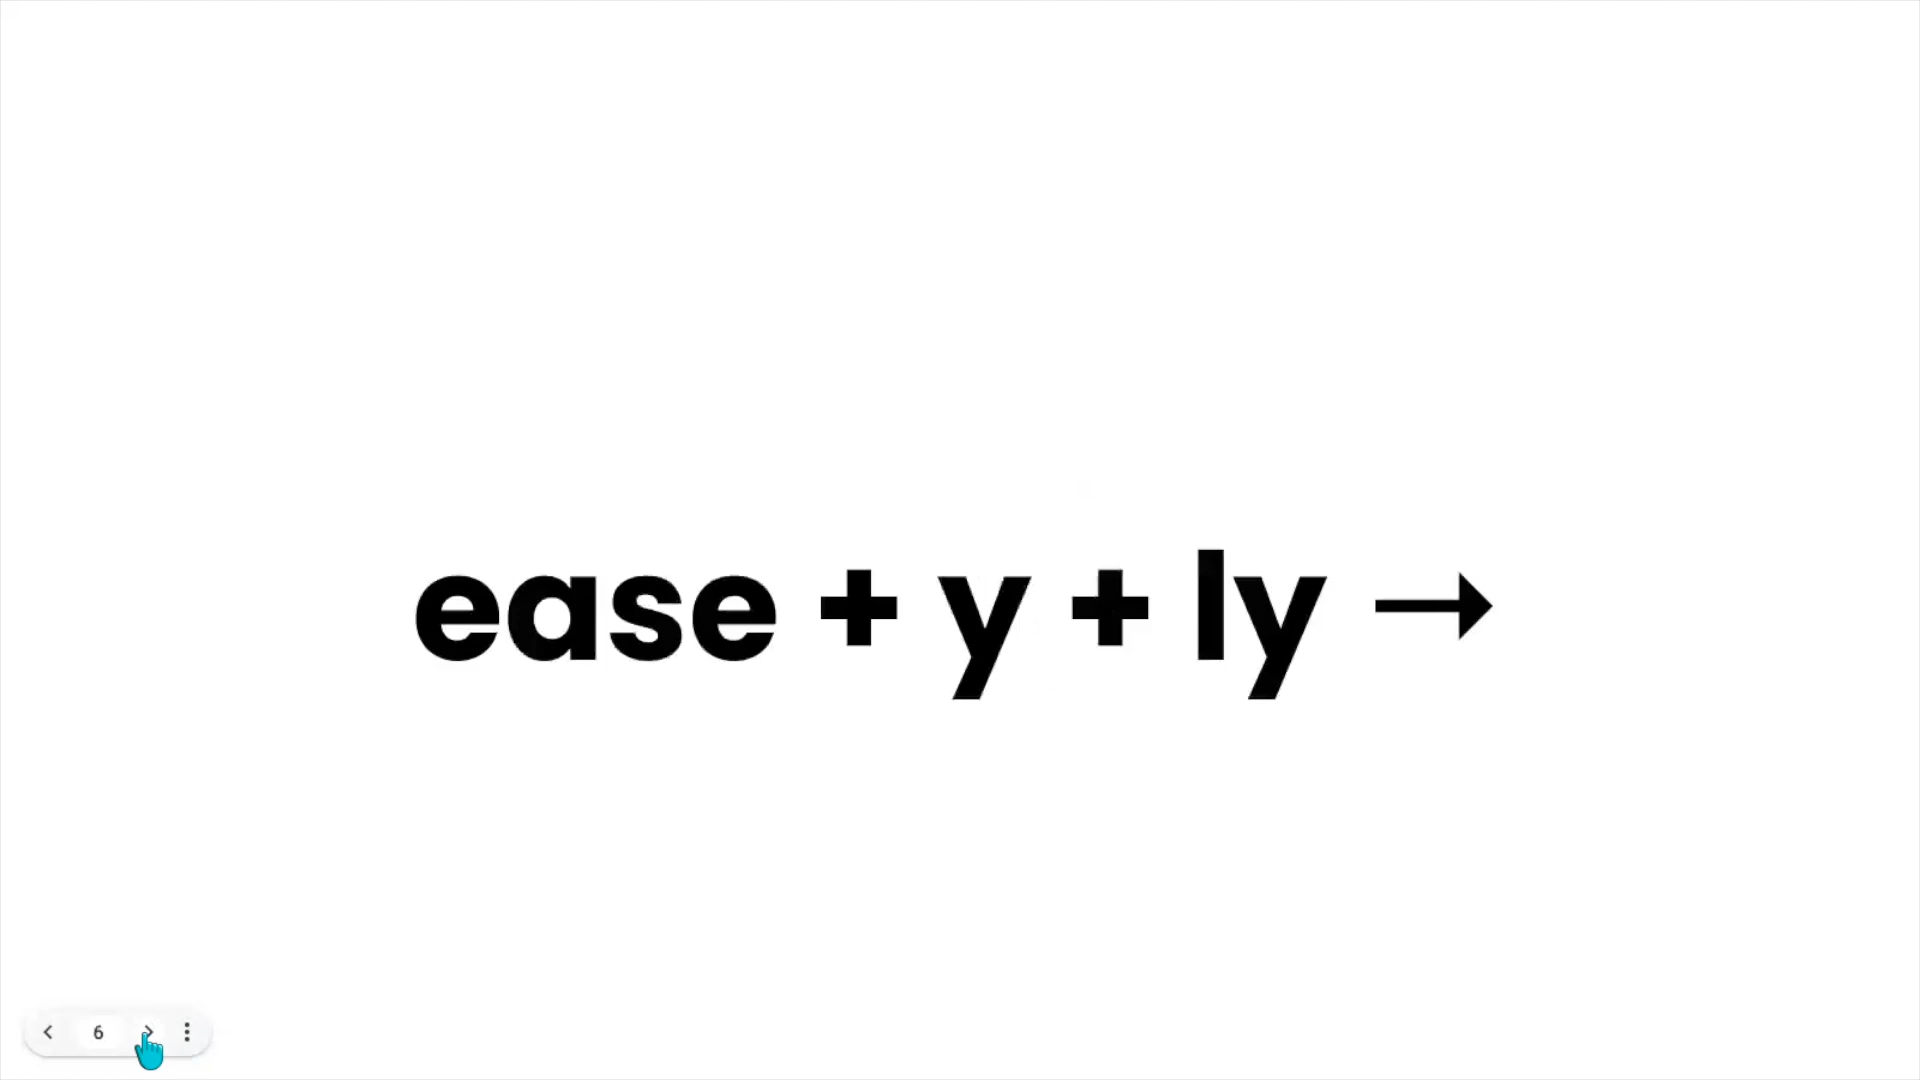 ease + y + ly →
6